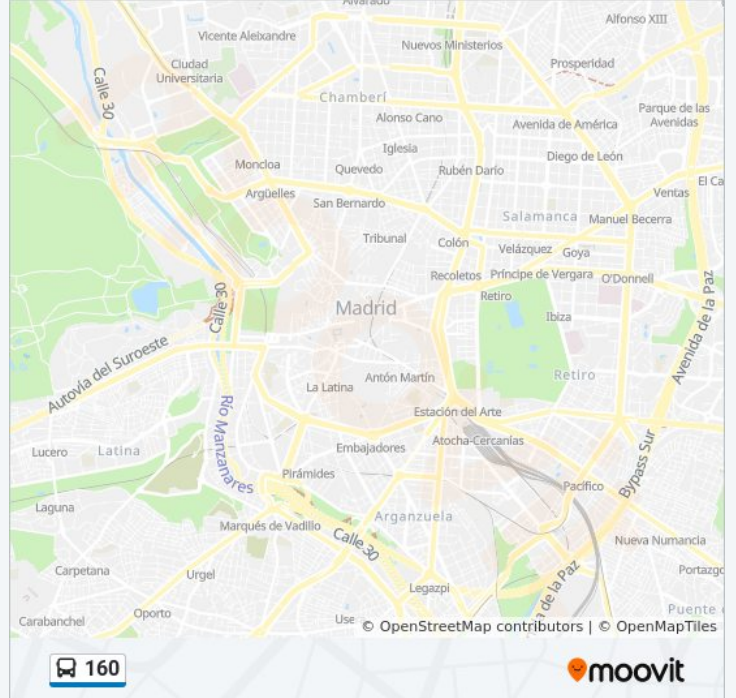 Alvarado
Alfonso XIII
Vicente Aleixandre
Nuevos Ministerios
Ciudad
Universitaria
Prosperidad
Calle 30
Chamberí
Parque de las
Avenidas
Alonso Cano
Avenida de América
Iglesia
Diego de León
Moncloa
Quevedo
Rubén Darío
El Ca
Argüelles
Ventas
San Bernardo
Salamanca
Manuel Becerra
Tribunal
Colón
Velázquez
Goya
Recoletos
Príncipe de Vergara
O'Donnell
Calle 30
Retiro
Madrid
Ibiza
Avenida de la Paz
Autovía del Suroeste
Antón Martín
Retiro
La Latina
Estación del Arte
Río Manzanares
Atocha-Cercanías
Lucero
Latina
Embajadores
Bypass Sur
Pirámides
Pacífico
Laguna
Arganzuela
Marqués de Vadillo
Calle 30
Nueva Numancia
Carpetana
Urgel
Portazgo
Legazpi
a de la Paz
Carabanchel
Oporto
Use
Puente
© OpenStreetMap contributors | © OpenMapTiles
160
moovit